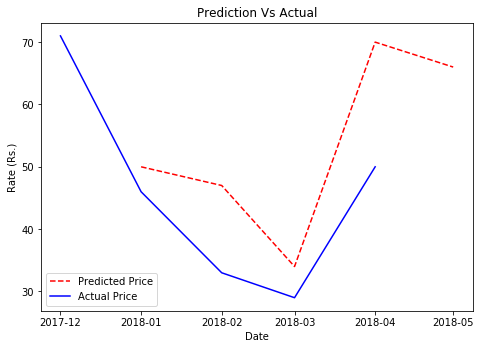 Prediction Vs Actual
70
60
50
40
30
Rate (Rs.)
Predicted Price
Actual Price
2017-12 2018-01 2018-02 2018-03 2018-04 2018-05
Date